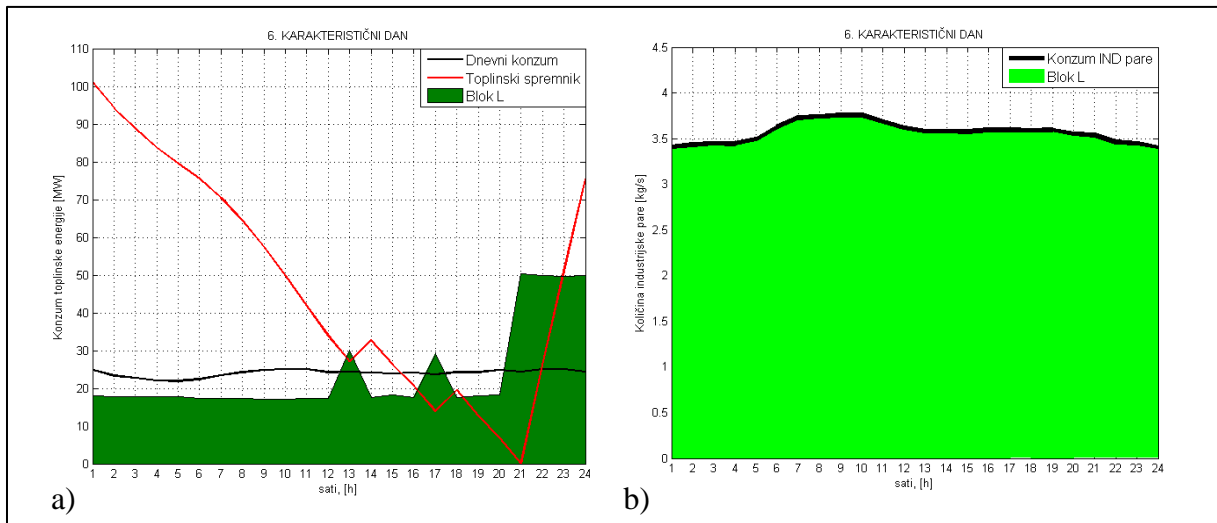 6. KARAKTERISTIČNI DAN
Konzum toplinske energije [MW]
110
100
90
80
70
60
50
40
30
20
10
0
Dnevni konzum
Toplinski spremnik
Blok L
1 2 3 4 5 6 7 8 9 10 11 12 13 14 15 16 17 18 19 20 21 22 23 24
sati, [h]
a)
6. KARAKTERISTIČNI DAN
Količina industrijske pare [kg/s]
4.5
4
3.5
3
2.5
2
1.5
1
0.5
0
Konzum IND pare
Blok L
1 2 3 4 5 6 7 8 9 10 11 12 13 14 15 16 17 18 19 20 21 22 23 24
sati, [h]
b)